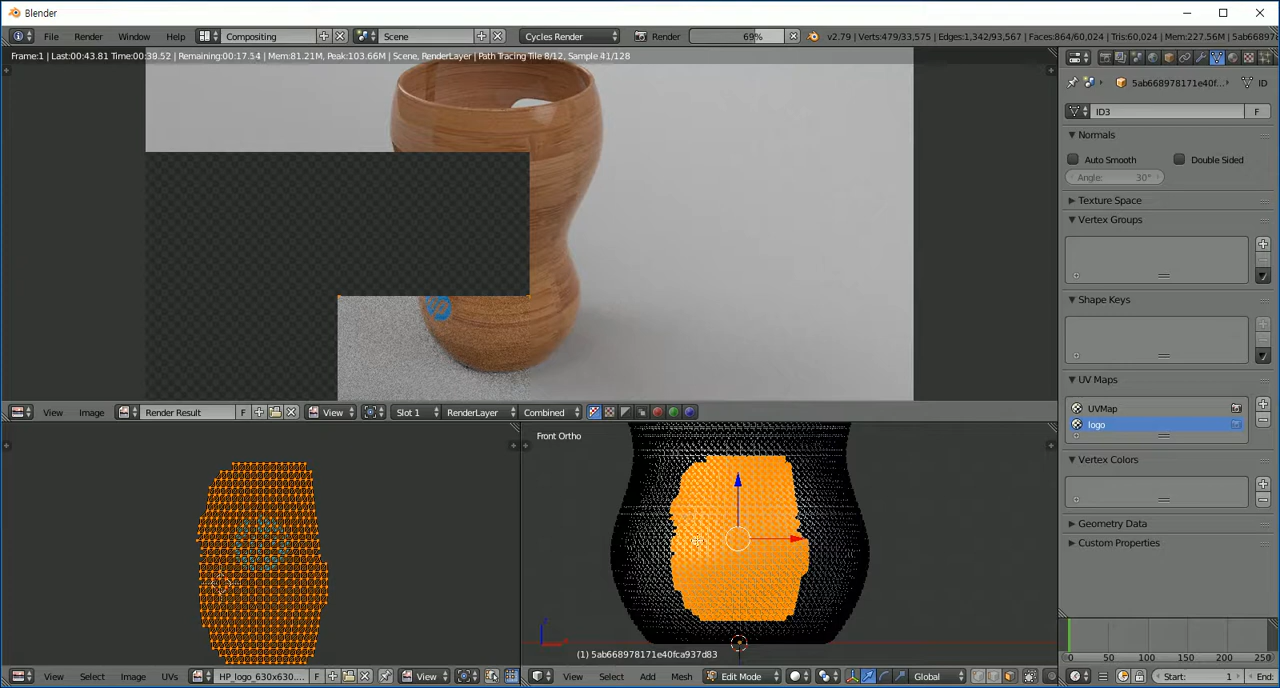 Blender
File Render Window Help Compositing Scene Cycles Render Render 69% v2.79 | Verts:479/33,575 | Edges:1,342/93,567 | Faces:864/60,024 | Tris:60,024 | Mem:227.56M | 5ab6689
Frame:1 | Last:00:43.81 Time:00:39.52 | Remaining:00:17.54 | Mem:81.21M, Peak:103.66M | Scene, RenderLayer | Path Tracing Tile 8/12, Sample 41/128
5ab668978171e40f... ID
ID3 F
Normals
Auto Smooth Double Sided
Angle: 30°
Texture Space
Vertex Groups
Shape Keys
UV Maps
UVMap
logo
Vertex Colors
Geometry Data
Custom Properties
View Image Render Result F View Slot 1 RenderLayer Combined
Front Ortho
(1) 5ab668978171e40fca937d83
0 50 100 150 200 250
View Select Image UVs HP_logo 630x630.... F View
View Select Add Mesh Edit Mode Global
Start: 1 End: